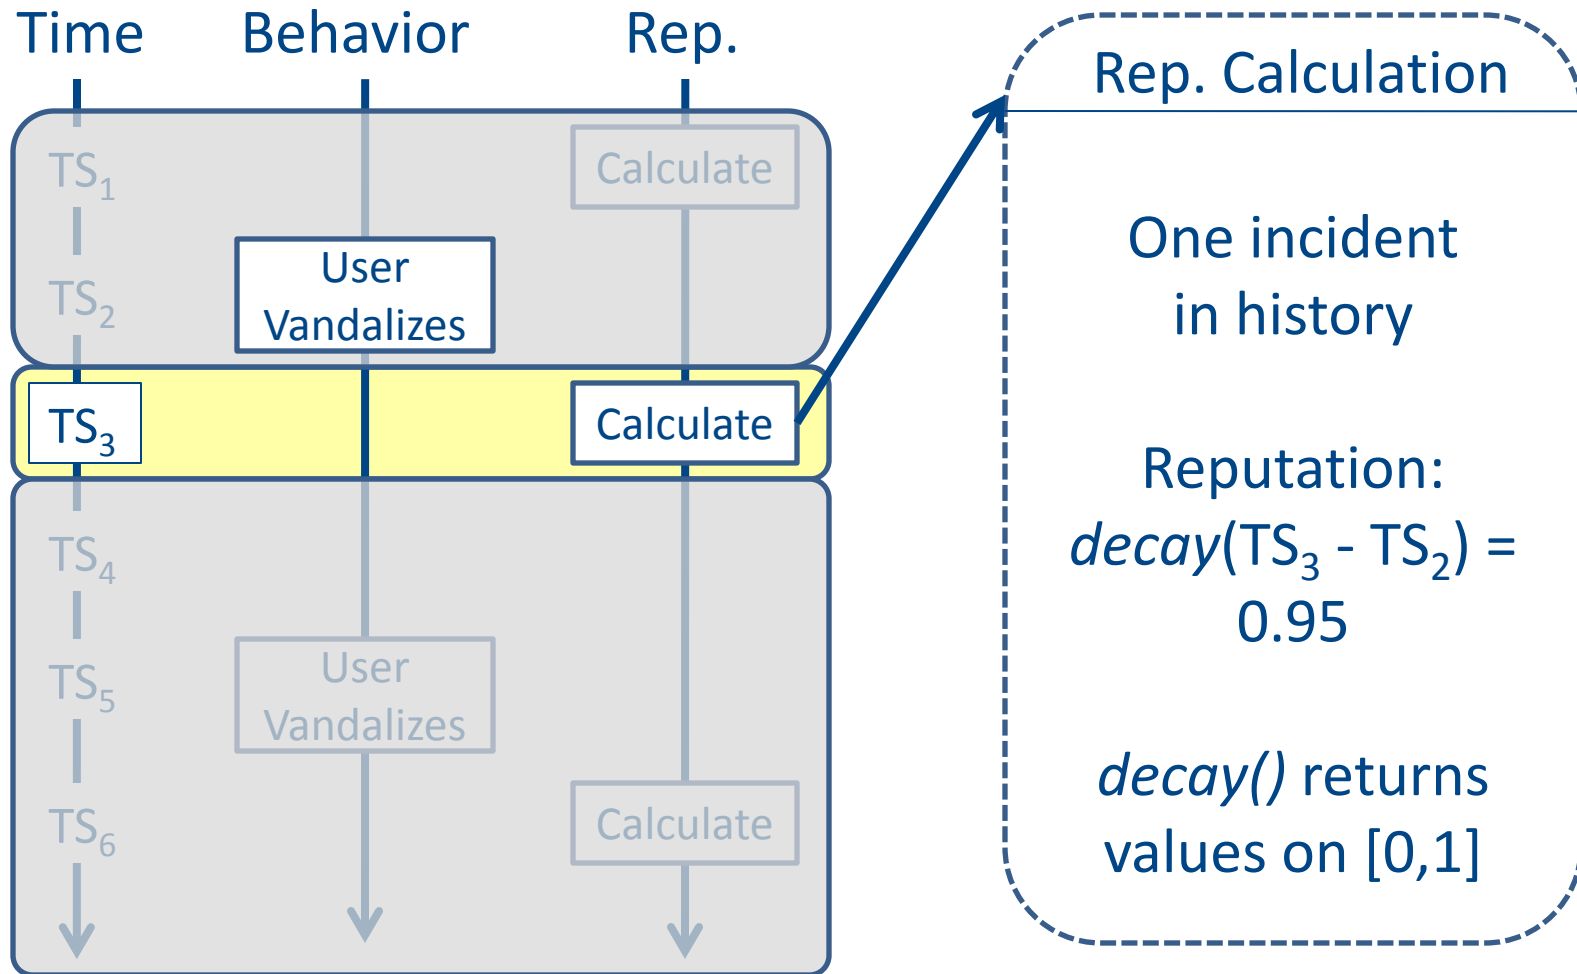 Time Behavior Rep.
TS₁ Calculate
TS₂ User
Vandalizes
TS₃ Calculate
TS₄
TS₅ User
Vandalizes
TS₆ Calculate
Rep. Calculation
One incident
in history
Reputation:
decay(TS₃ - TS₂) =
0.95
decay() returns
values on [0,1]